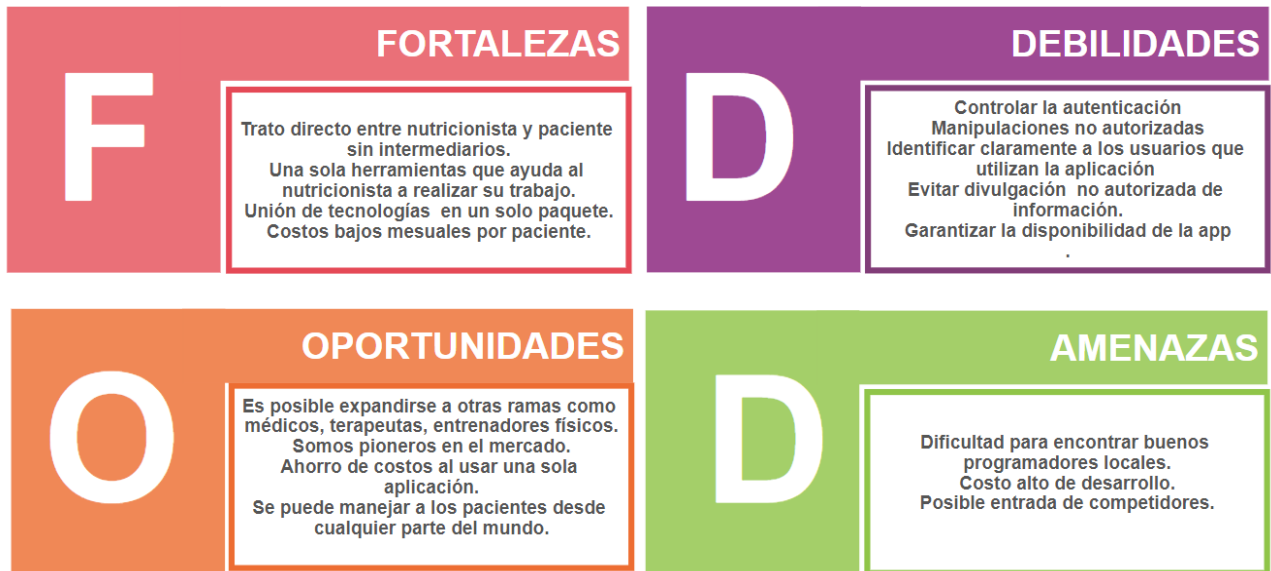 FORTALEZAS
F
Trato directo entre nutricionista y paciente
sin intermediarios.
Una sola herramientas que ayuda al
nutricionista a realizar su trabajo.
Unión de tecnologías en un solo paquete.
Costos bajos mesuales por paciente.
DEBILIDADES
D
Controlar la autenticación
Manipulaciones no autorizadas
Identificar claramente a los usuarios que
utilizan la aplicación
Evitar divulgación no autorizada de
información.
Garantizar la disponibilidad de la app
.
OPORTUNIDADES
O
Es posible expandirse a otras ramas como
médicos, terapeutas, entrenadores físicos.
Somos pioneros en el mercado.
Ahorro de costos al usar una sola
aplicación.
Se puede manejar a los pacientes desde
cualquier parte del mundo.
AMENAZAS
D
Dificultad para encontrar buenos
programadores locales.
Costo alto de desarrollo.
Posible entrada de competidores.